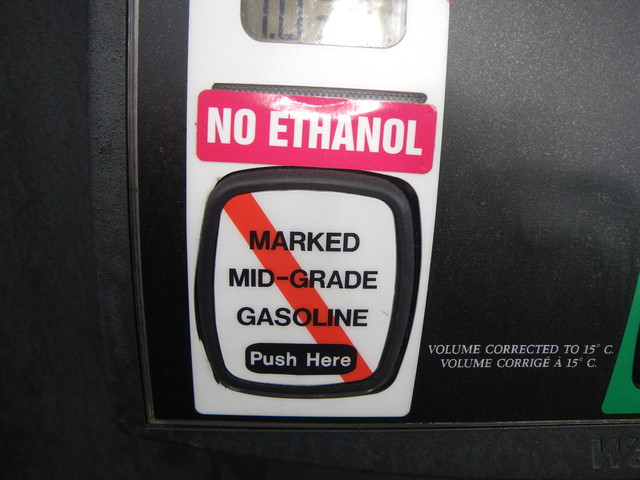 NO ETHANOL
MARKED
MID-GRADE
GASOLINE
Push Here
VOLUME CORRECTED TO 15° C.
VOLUME CORRIGÉ À 15° C.